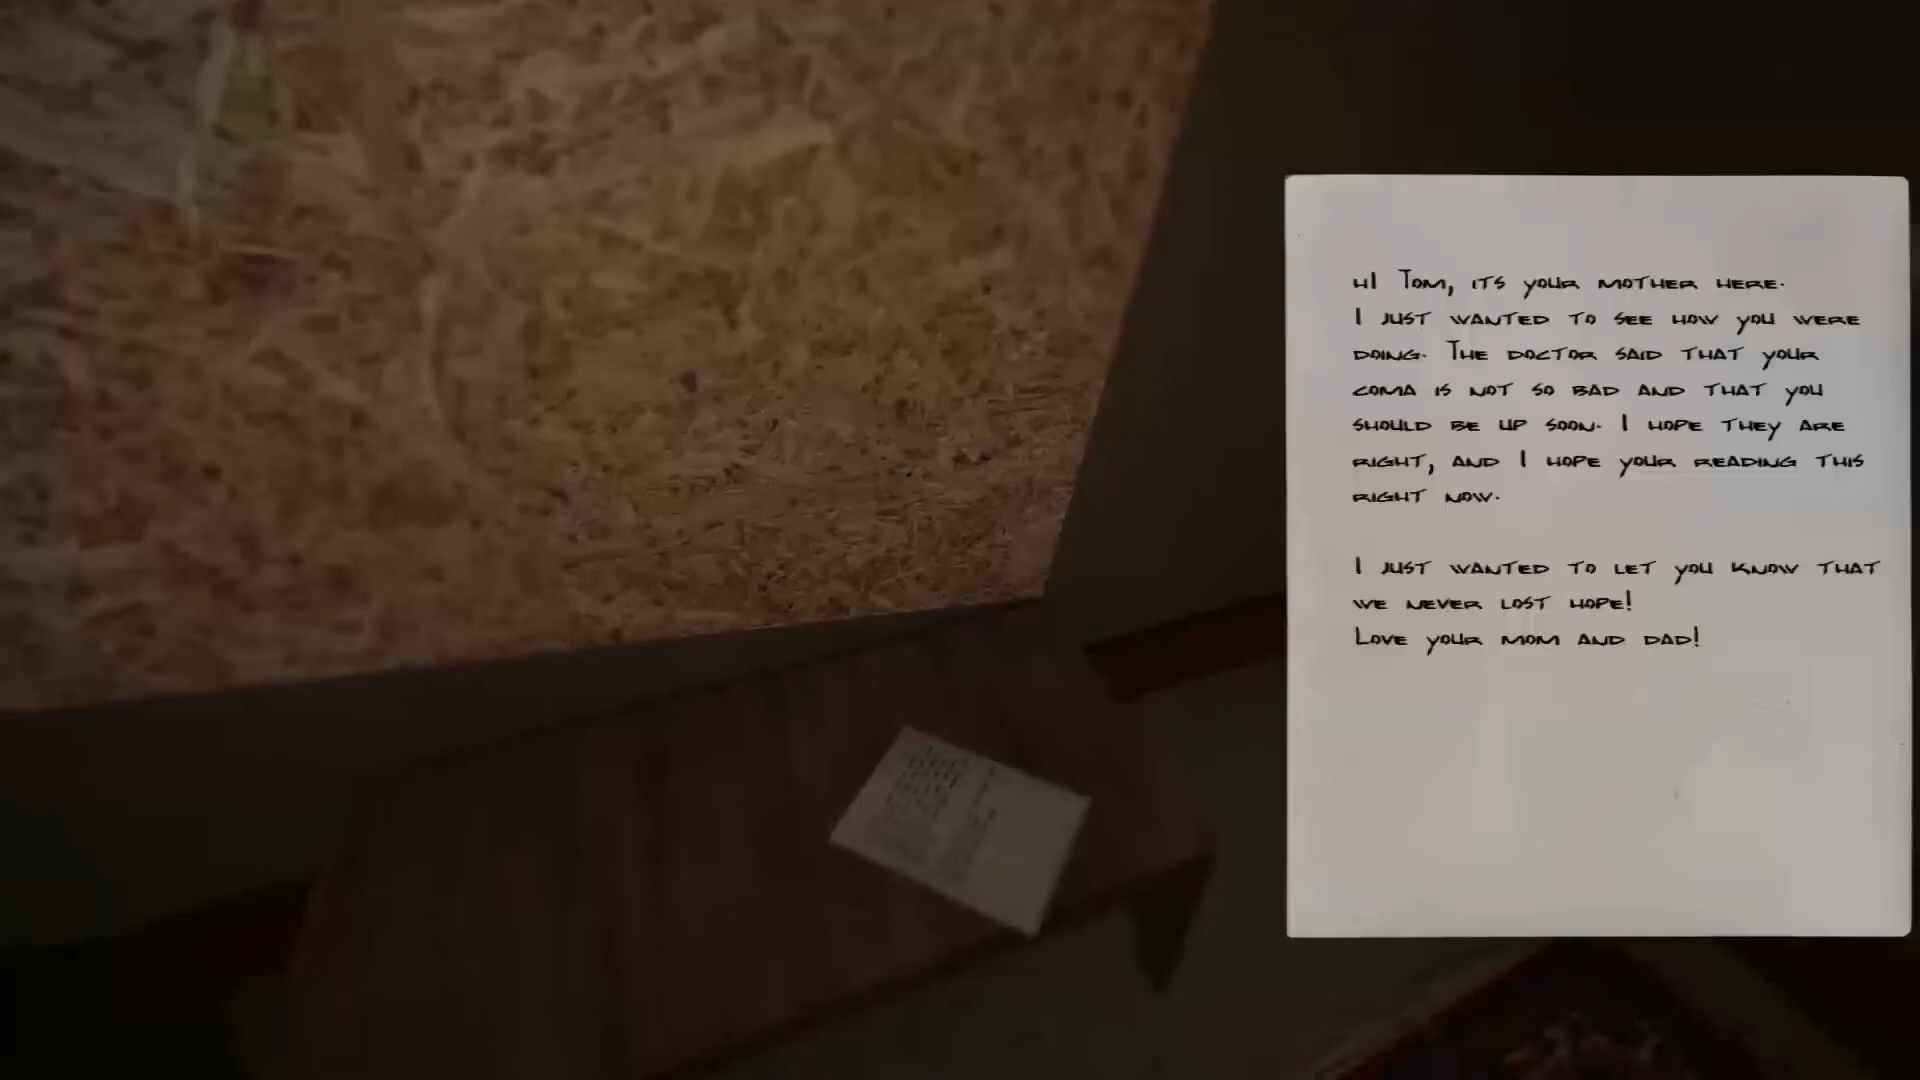 HI Tom, ITS YOUR MOTHER HERE.
I JUST WANTED TO SEE HOW YOU WERE
DOING. THE DOCTOR SAID THAT YOUR
COMA IS NOT SO BAD AND THAT YOU
SHOULD BE UP SOON. I HOPE THEY ARE
RIGHT, AND I HOPE YOUR READING THIS
RIGHT NOW.
I JUST WANTED TO LET YOU KNOW THAT
WE NEVER LOST HOPE!
LOVE YOUR MOM AND DAD!